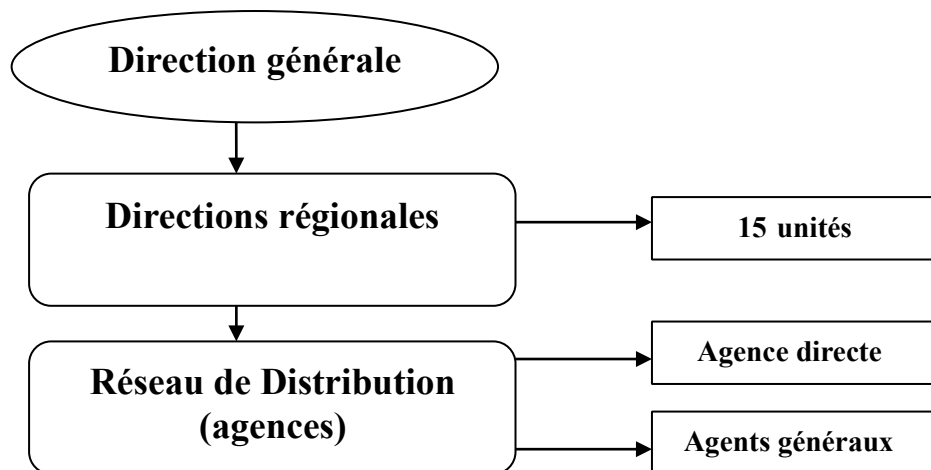 Direction générale
Directions régionales
15 unités
Réseau de Distribution
(agences)
Agence directe
Agents généraux